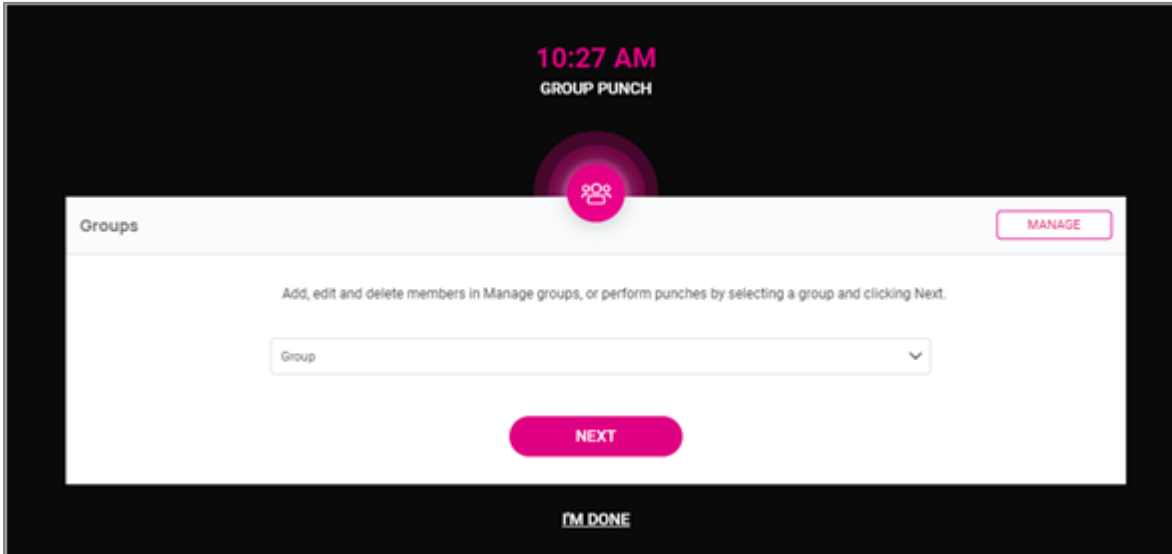 10:27 AM
GROUP PUNCH
Groups
MANAGE
Add, edit and delete members in Manage groups, or perform punches by selecting a group and clicking Next.
Group
NEXT
I'M DONE